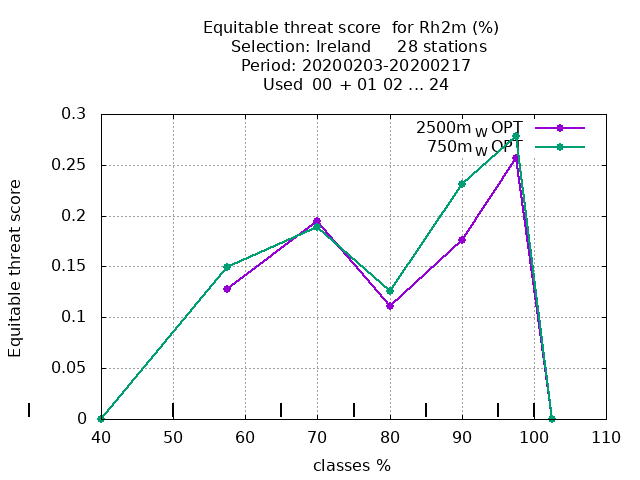 Equitable threat score  for Rh2m (%)
Selection: Ireland     28 stations
Period: 20200203-20200217
Used  00 + 01 02 ... 24
2500m W OPT
750m W OPT
0.3
0.25
0.2
0.15
0.1
0.05
0
Equitable threat score
40 50 60 70 80 90 100 110
classes %